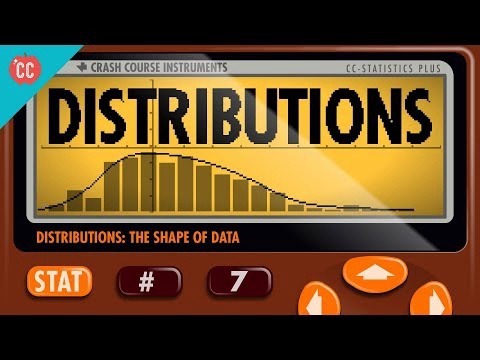 CC
CRASH COURSE INSTRUMENTS
CC-STATISTICS PLUS
DISTRIBUTIONS
DISTRIBUTIONS: THE SHAPE OF DATA
STAT
#
7